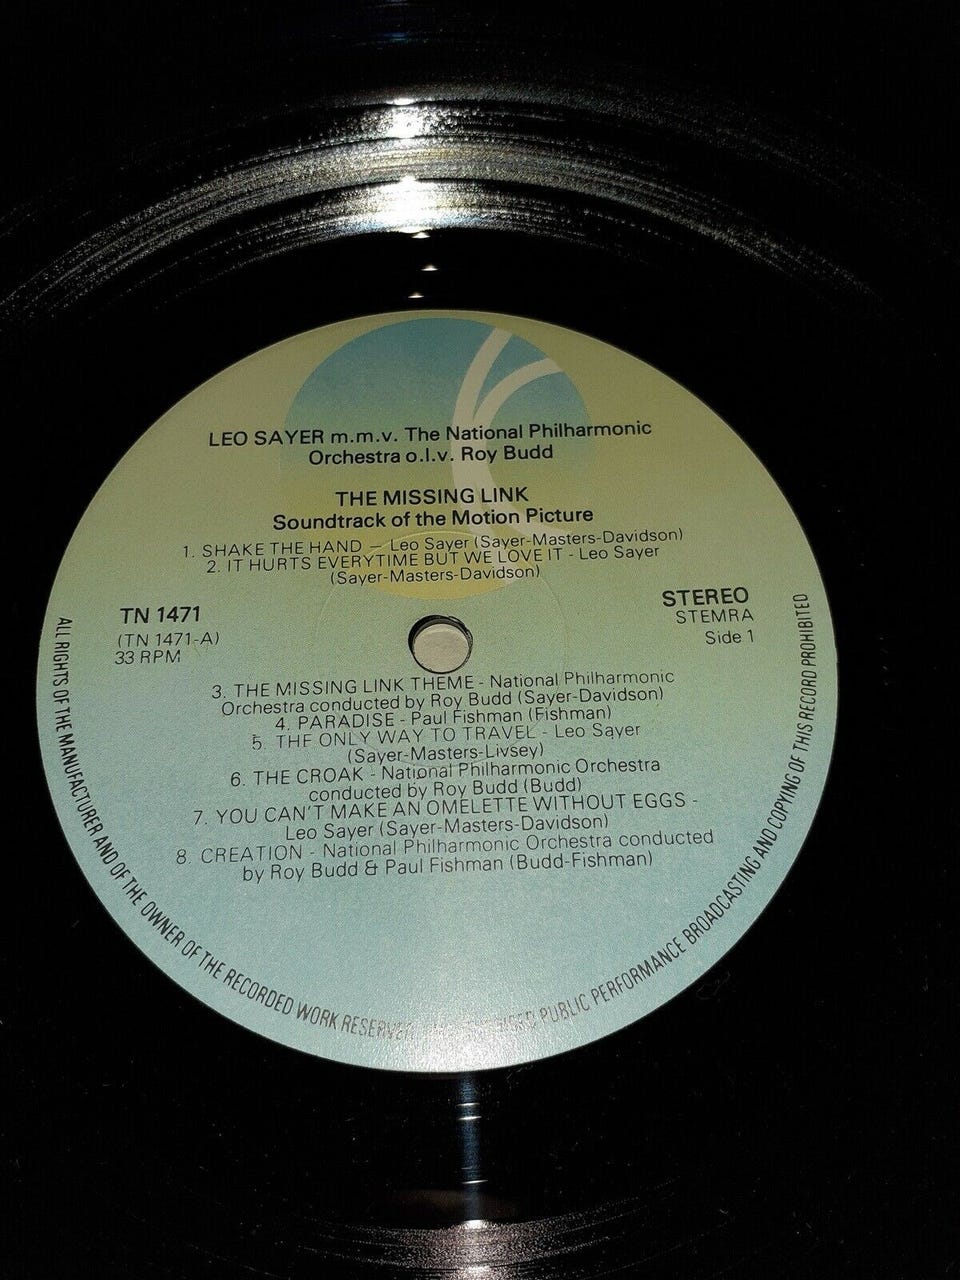 LEO SAYER m.m.v. The National Philharmonic
Orchestra o.l.v. Roy Budd
THE MISSING LINK
Soundtrack of the Motion Picture
1. SHAKE THE HAND – Leo Sayer (Sayer-Masters-Davidson)
2. IT HURTS EVERYTIME BUT WE LOVE IT - Leo Sayer
(Sayer-Masters-Davidson)
TN 1471
(TN 1471-A)
33 RPM
STEREO
STEMRA
Side 1
3. THE MISSING LINK THEME - National Philharmonic
Orchestra conducted by Roy Budd (Sayer-Davidson)
4. PARADISE - Paul Fishman (Fishman)
5. THE ONLY WAY TO TRAVEL - Leo Sayer
(Sayer-Masters-Livsey)
6. THE CROAK - National Philharmonic Orchestra
conducted by Roy Budd (Budd)
7. YOU CAN'T MAKE AN OMELETTE WITHOUT EGGS -
Leo Sayer (Sayer-Masters-Davidson)
8. CREATION - National Philharmonic Orchestra conducted
by Roy Budd & Paul Fishman (Budd-Fishman)
ALL RIGHTS OF THE MANUFACTURER AND OF THE OWNER OF THE RECORDED WORK RESERVED PUBLIC PERFORMANCE BROADCASTING AND COPYING OF THIS RECORD PROHIBITED